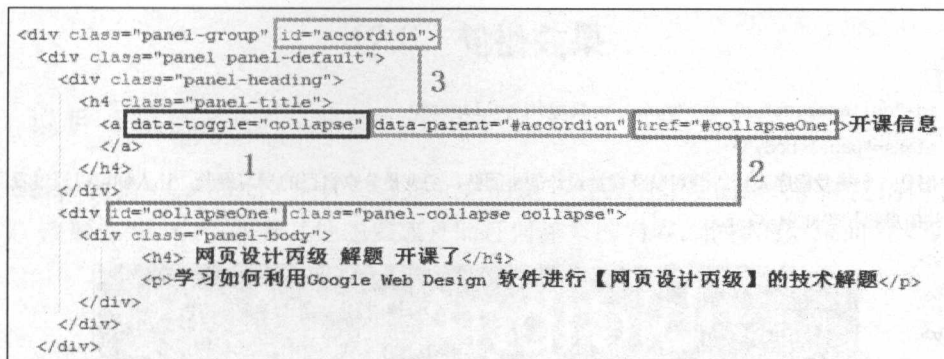 <div class="panel-group" id="accordion">
<div class="panel panel-default">
<div class="panel-heading">
3
<h4 class="panel-title">
<a data-toggle="collapse" data-parent="#accordion" href="#collapseOne">开课信息
</a>
1
2
</h4>
</div>
<div id="collapseOne" class="panel-collapse collapse">
<div class="panel-body">
<h4> 网页设计丙级 解题 开课了</h4>
<p>学习如何利用Google Web Design 软件进行【网页设计丙级】的技术解题</p>
</div>
</div>
</div>